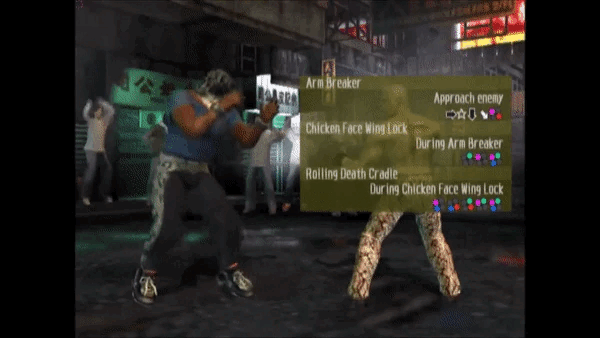 Arm Breaker
Approach enemy
Chicken Face Wing Lock
During Arm Breaker
Rolling Death Cradle
During Chicken Face Wing Lock